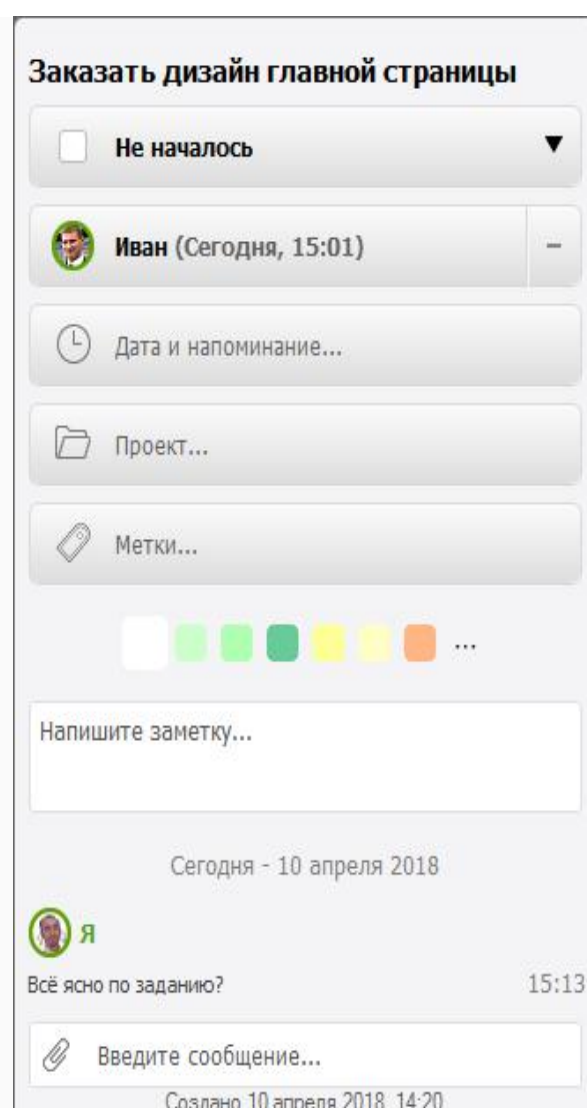 Заказать дизайн главной страницы
Не началось
Иван (Сегодня, 15:01)
Дата и напоминание...
Проект...
Метки...
...
Напишите заметку...
Сегодня - 10 апреля 2018
Я
Всё ясно по заданию? 15:13
Введите сообщение...
Создано 10 апреля 2018 14:20